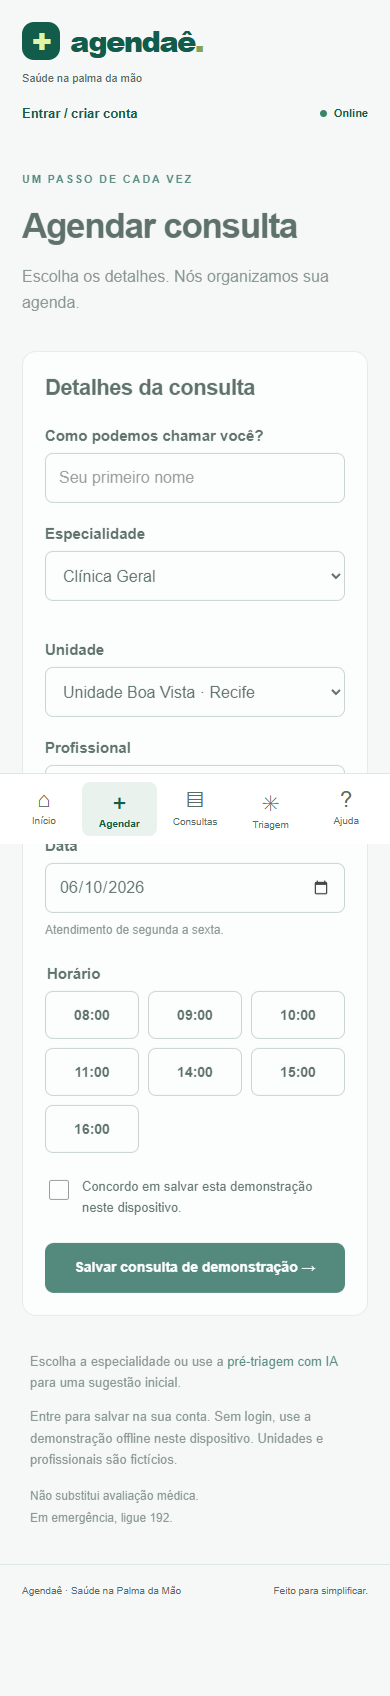 agendaê.
Saúde na palma da mão
Entrar / criar conta
Online
UM PASSO DE CADA VEZ
Agendar consulta
Escolha os detalhes. Nós organizamos sua
agenda.
Detalhes da consulta
Como podemos chamar você?
Seu primeiro nome
Especialidade
Clínica Geral
Unidade
Unidade Boa Vista · Recife
Profissional
Início
Agendar
Consultas
Triagem
Ajuda
Data
06/10/2026
Atendimento de segunda a sexta.
Horário
08:00
09:00
10:00
11:00
14:00
15:00
16:00
Concordo em salvar esta demonstração
neste dispositivo.
Salvar consulta de demonstração →
Escolha a especialidade ou use a pré-triagem com IA
para uma sugestão inicial.
Entre para salvar na sua conta. Sem login, use a
demonstração offline neste dispositivo. Unidades e
profissionais são fictícios.
Não substitui avaliação médica.
Em emergência, ligue 192.
Agendaê · Saúde na Palma da Mão
Feito para simplificar.